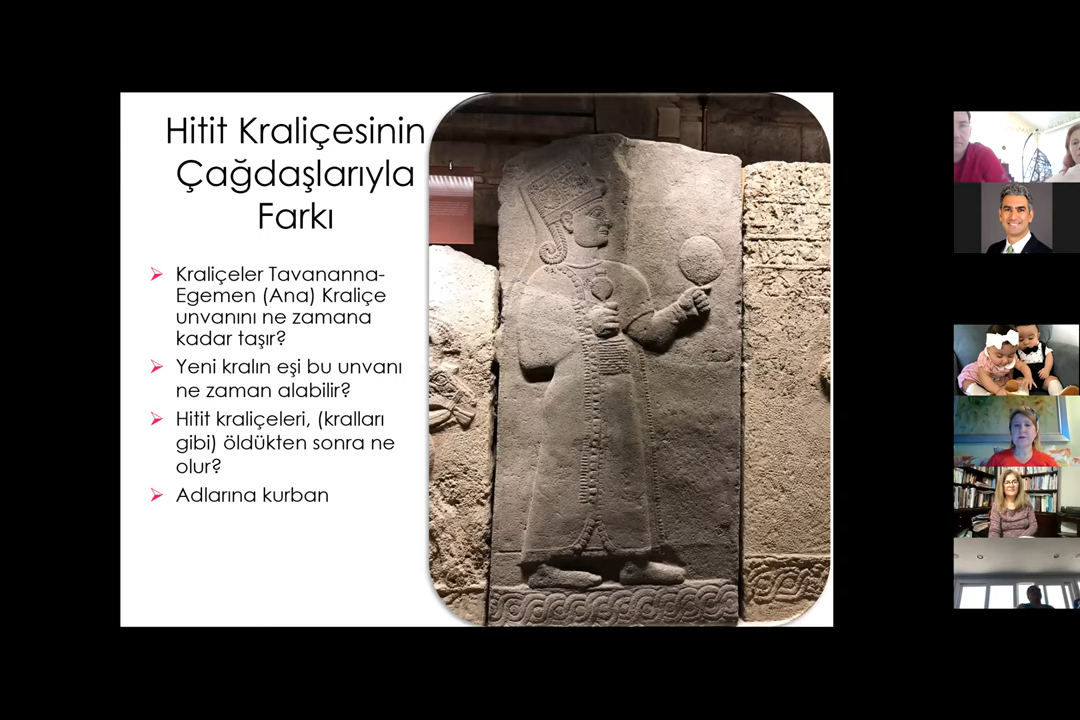 Hitit Kraliçesinin
Çağdaşlarıyla
Farkı
➢ Kraliçeler Tavananna-
Egemen (Ana) Kraliçe
unvanını ne zamana
kadar taşır?
➢ Yeni kralın eşi bu unvanı
ne zaman alabilir?
➢ Hitit kraliçeleri, (kralları
gibi) öldükten sonra ne
olur?
➢ Adlarına kurban